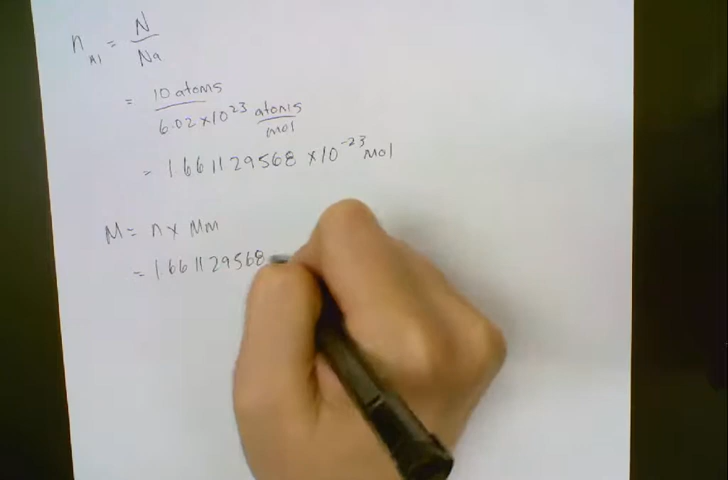 n Al = N / Na
= 10 atoms / 6.02 × 10^23 atoms / mol
= 1.661129568 × 10^-23 mol
M = n × Mm
= 1.661129568